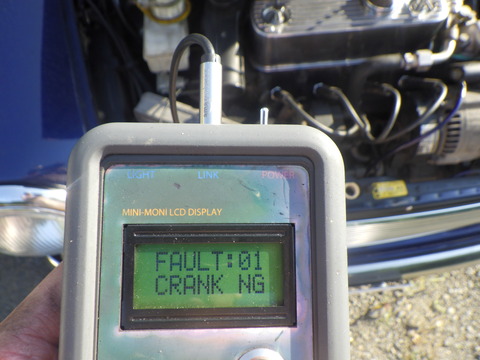 LIGHT LINK POWER
MINI-MONI LCD DISPLAY
FAULT:01
CRANK NG